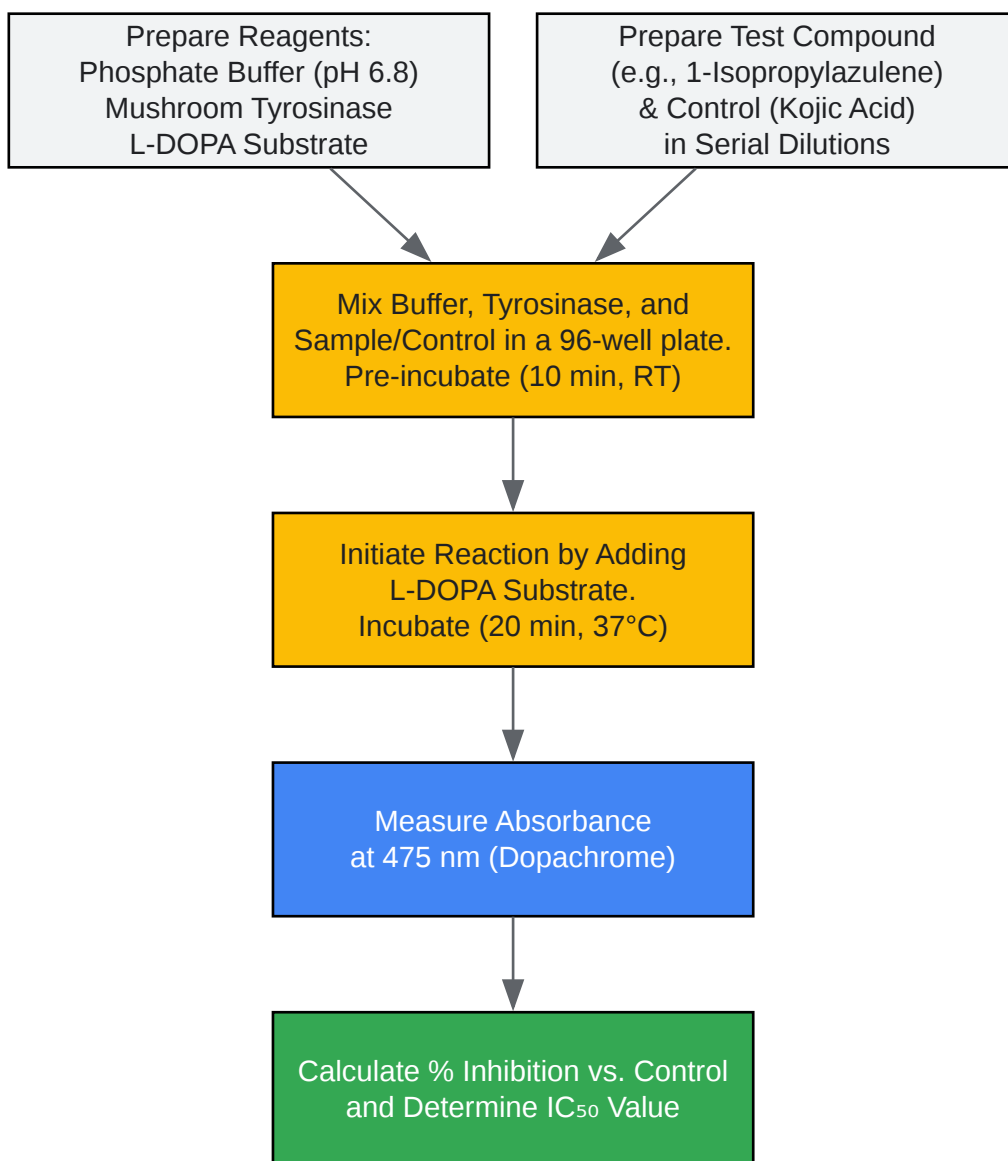 Prepare Reagents:
Phosphate Buffer (pH 6.8)
Mushroom Tyrosinase
L-DOPA Substrate
Prepare Test Compound
(e.g., 1-Isopropylazulene)
& Control (Kojic Acid)
in Serial Dilutions
Mix Buffer, Tyrosinase, and
Sample/Control in a 96-well plate.
Pre-incubate (10 min, RT)
Initiate Reaction by Adding
L-DOPA Substrate.
Incubate (20 min, 37°C)
Measure Absorbance
at 475 nm (Dopachrome)
Calculate % Inhibition vs. Control
and Determine IC₅₀ Value